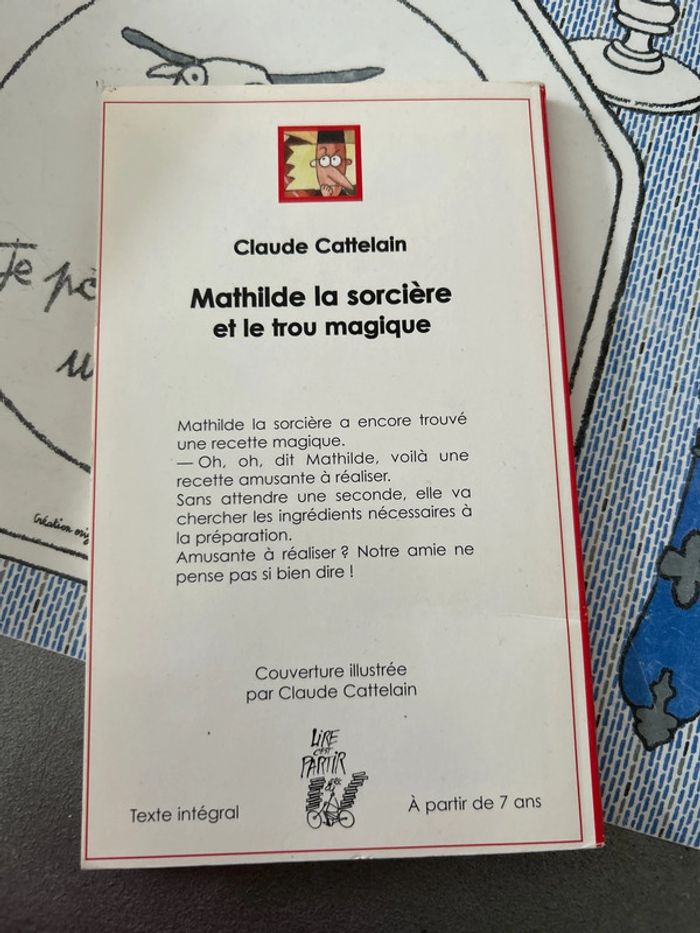 Claude Cattelain
Mathilde la sorcière
et le trou magique
Mathilde la sorcière a encore trouvé
une recette magique.
— Oh, oh, dit Mathilde, voilà une
recette amusante à réaliser.
Sans attendre une seconde, elle va
chercher les ingrédients nécessaires à
la préparation.
Amusante à réaliser ? Notre amie ne
pense pas si bien dire !
Couverture illustrée
par Claude Cattelain
LIRE
C'EST
PARTIR
Texte intégral
À partir de 7 ans
Je
Création